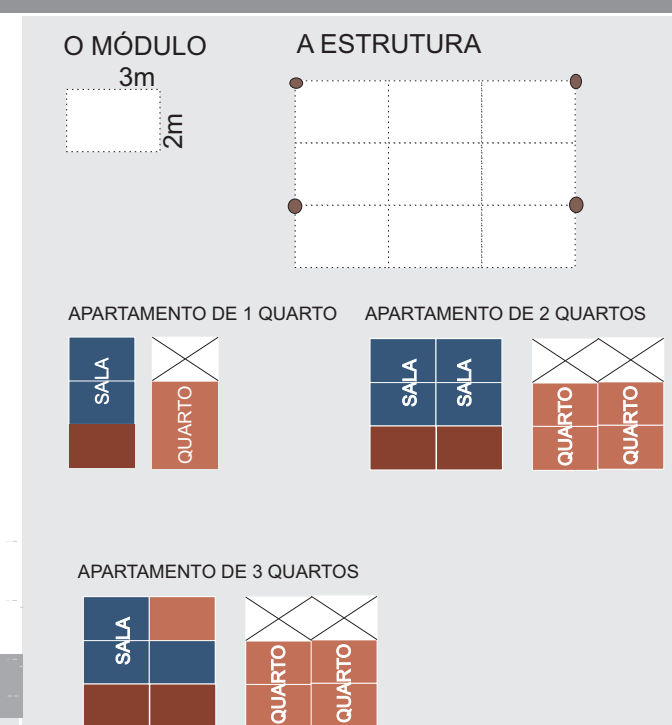 O MÓDULO
3m
2m
A ESTRUTURA
APARTAMENTO DE 1 QUARTO
SALA
QUARTO
APARTAMENTO DE 2 QUARTOS
SALA
SALA
QUARTO
QUARTO
APARTAMENTO DE 3 QUARTOS
SALA
QUARTO
QUARTO